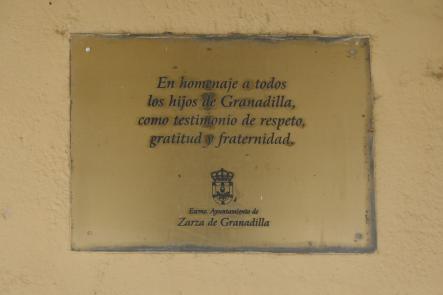 En homenaje a todos
los hijos de Granadilla,
como testimonio de respeto,
gratitud y fraternidad.
Excmo. Ayuntamiento de
Zarza de Granadilla